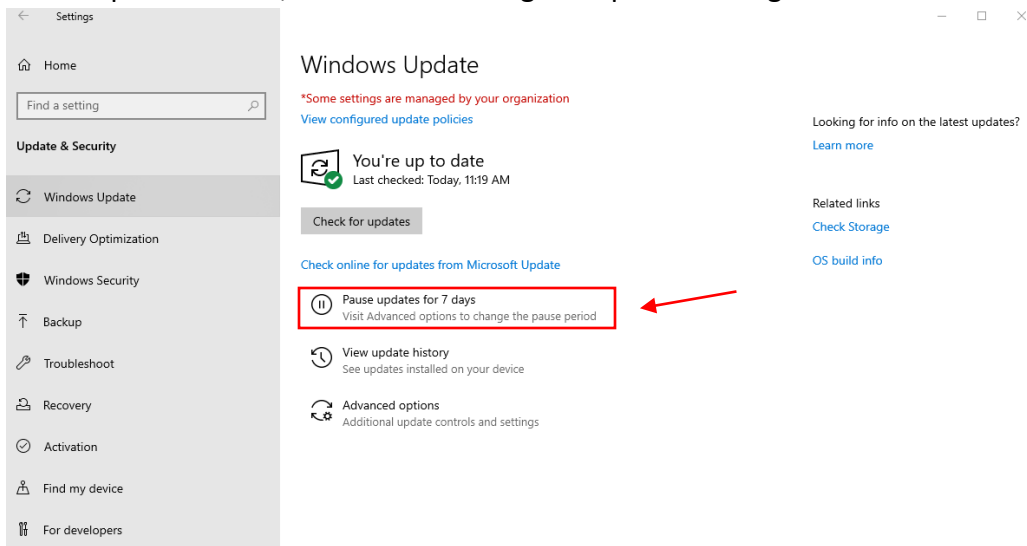 Settings
Home
Find a setting
Update & Security
Windows Update
Delivery Optimization
Windows Security
Backup
Troubleshoot
Recovery
Activation
Find my device
For developers
Windows Update
*Some settings are managed by your organization
View configured update policies
You're up to date
Last checked: Today, 11:19 AM
Check for updates
Check online for updates from Microsoft Update
Pause updates for 7 days
Visit Advanced options to change the pause period
View update history
See updates installed on your device
Advanced options
Additional update controls and settings
Looking for info on the latest updates?
Learn more
Related links
Check Storage
OS build info